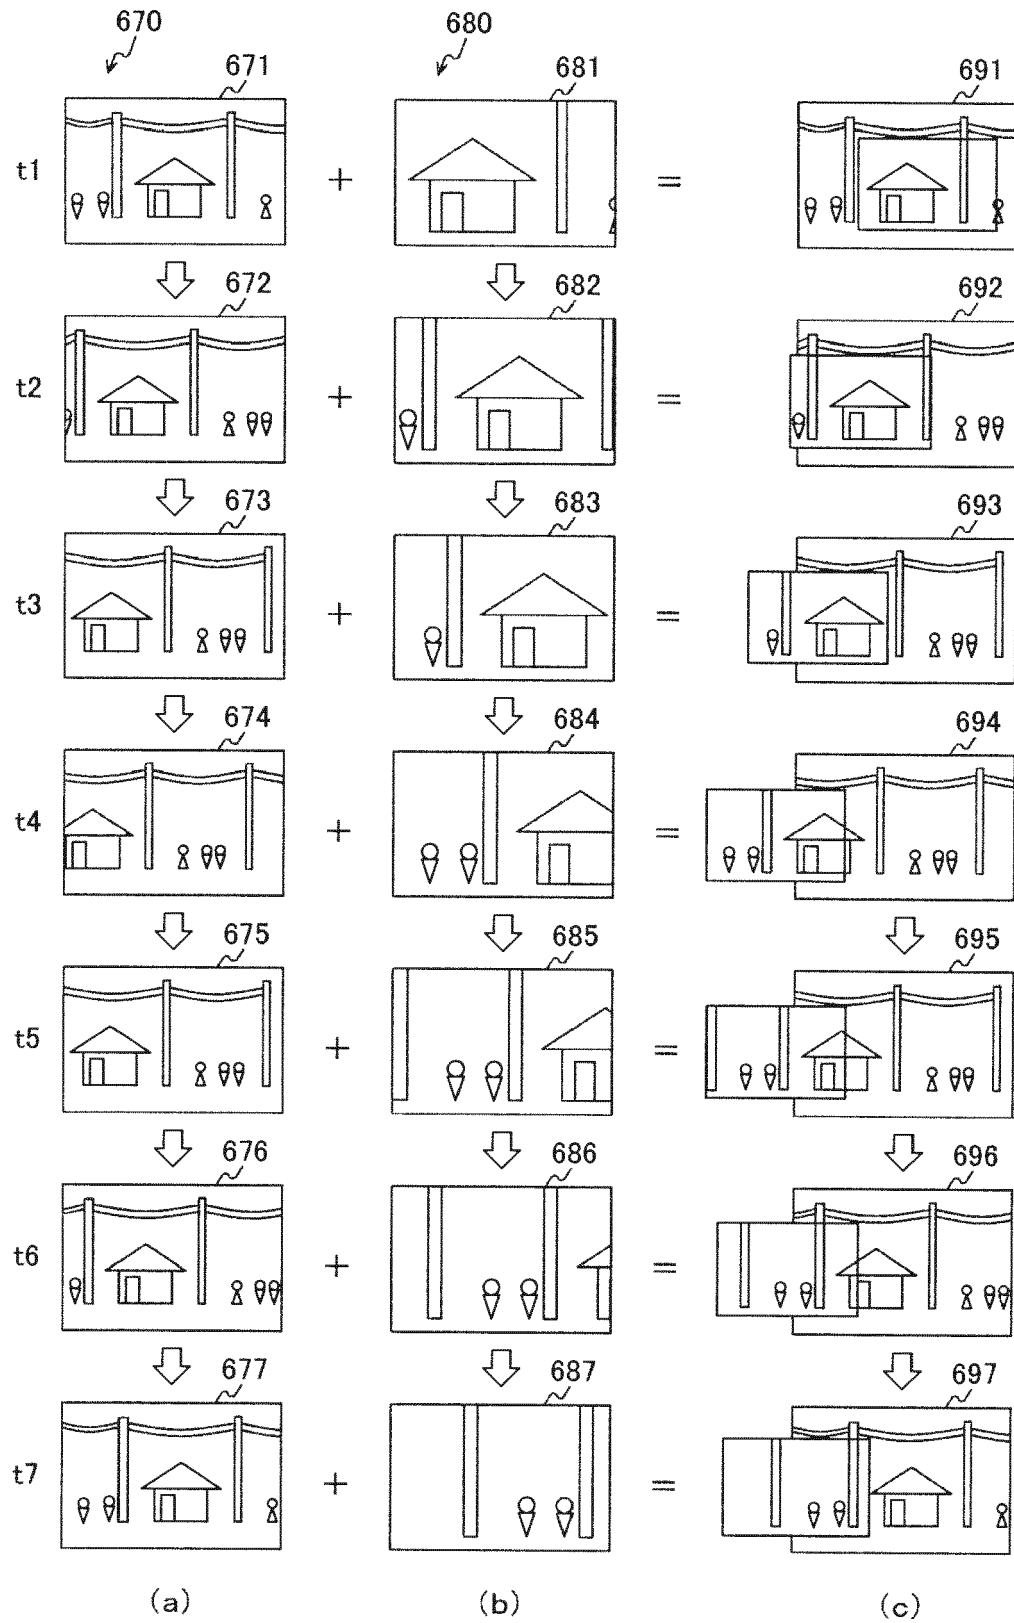 670 680
671 681 691
t1 + =
672 682 692
t2 + =
673 683 693
t3 + =
674 684 694
t4 + =
675 685 695
t5 + =
676 686 696
t6 + =
677 687 697
t7 + =
(a) (b) (c)